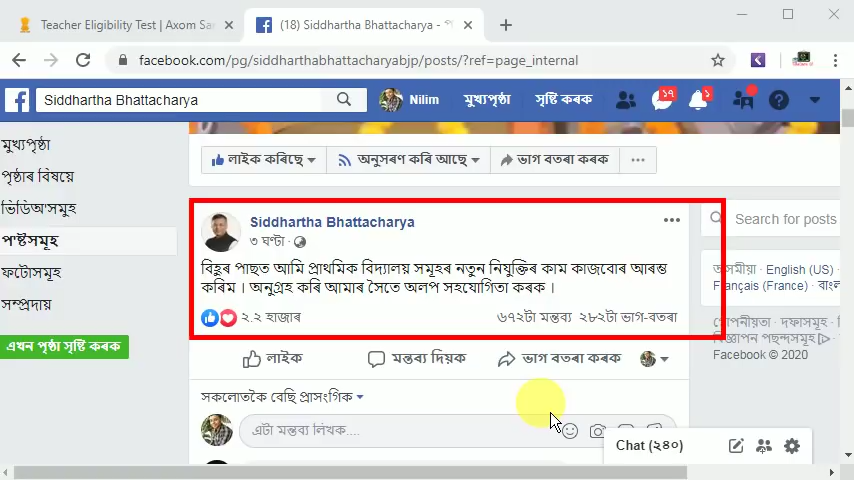 Teacher Eligibility Test | Axom Sar
(18) Siddhartha Bhattacharya - প
facebook.com/pg/siddharthabhattacharyabjp/posts/?ref=page_internal
Siddhartha Bhattacharya
Nilim
মুখ্যপৃষ্ঠা
সৃষ্টি কৰক
১৭
১
মুখ্যপৃষ্ঠা
পৃষ্ঠাৰ বিষয়ে
ভিডিঅ'সমুহ
প'ষ্টসমূহ
ফটোসমূহ
সম্প্ৰদায়
এখন পৃষ্ঠা সৃষ্টি কৰক
লাইক কৰিছে
অনুসৰণ কৰি আছে
ভাগ বতৰা কৰক
Siddhartha Bhattacharya
৩ ঘণ্টা ·
বিহুৰ পাছত আমি প্ৰাথমিক বিদ্যালয় সমূহৰ নতুন নিযুক্তিৰ কাম কাজবোৰ আৰম্ভ
কৰিম । অনুগ্ৰহ কৰি আমাৰ সৈতে অলপ সহযোগিতা কৰক ।
২.২ হাজাৰ
৬৭২টা মন্তব্য ২৮২টা ভাগ-বতৰা
লাইক
মন্তব্য দিয়ক
ভাগ বতৰা কৰক
সকলোতকৈ বেছি প্ৰাসংগিক
এটা মন্তব্য লিখক....
Search for posts
অসমীয়া · English (US) ·
Français (France) · বাংল
গোপনীয়তা · দফাসমূহ ·
বিজ্ঞাপন পছন্দসমূহ
Facebook © 2020
Chat (২৪০)